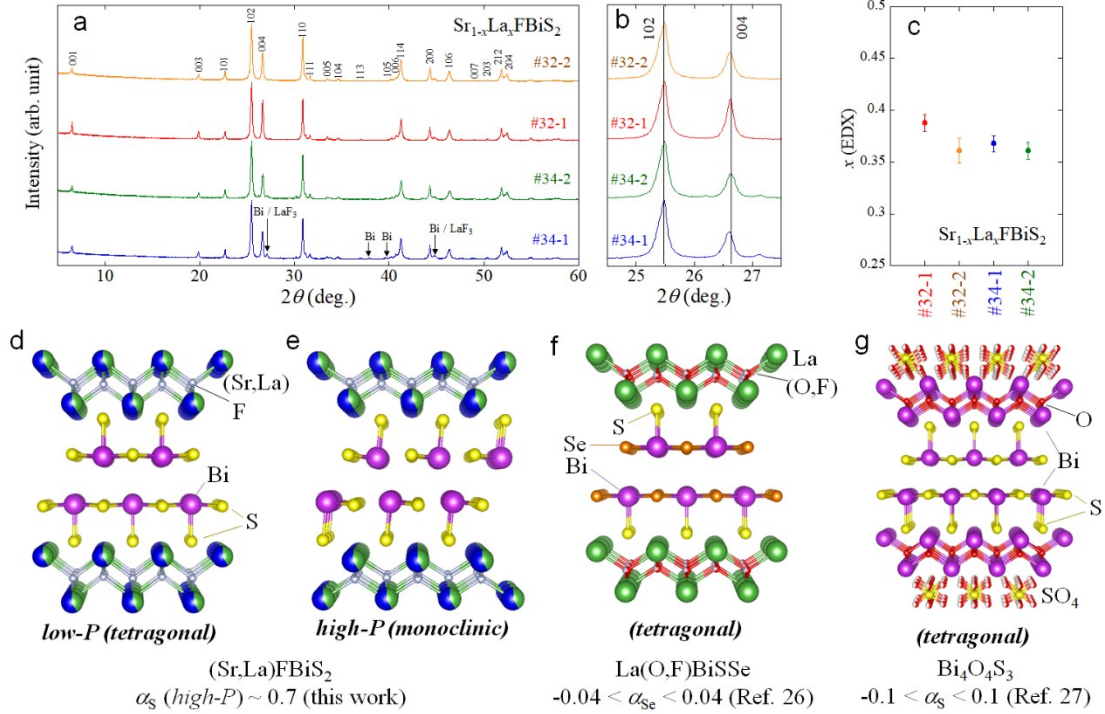 a
Sr₁₋ₓLaₓFBiS₂
Intensity (arb. unit)
001
003
101
102
004
110
111
005
104
113
105
006
114
200
106
007
203
212
204
#32-2
#32-1
#34-2
#34-1
Bi / LaF₃
Bi
Bi
Bi / LaF₃
10 20 30 40 50 60
2θ (deg.)
b
102
004
#32-2
#32-1
#34-2
#34-1
25 26 27
2θ (deg.)
c
x (EDX)
0.5
0.45
0.4
0.35
0.3
0.25
Sr₁₋ₓLaₓFBiS₂
#32-1
#32-2
#34-1
#34-2
d
(Sr,La)
F
Bi
S
low-P (tetragonal)
e
high-P (monoclinic)
(Sr,La)FBiS₂
αS (high-P) ~ 0.7 (this work)
f
La
(O,F)
S
Se
Bi
(tetragonal)
La(O,F)BiSSe
-0.04 < αSe < 0.04 (Ref. 26)
g
O
Bi
S
SO₄
(tetragonal)
Bi₄O₄S₃
-0.1 < αS < 0.1 (Ref. 27)